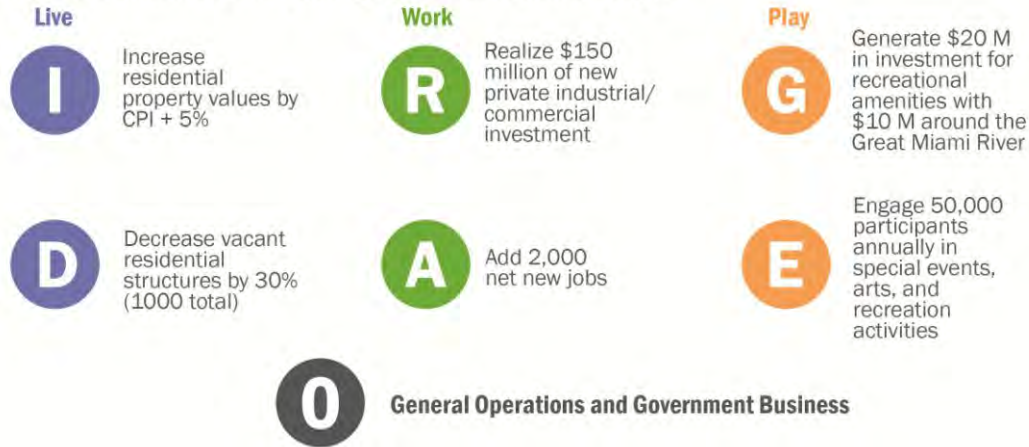 Live
I
Increase
residential
property values by
CPI + 5%
D
Decrease vacant
residential
structures by 30%
(1000 total)
Work
R
Realize $150
million of new
private industrial/
commercial
investment
A
Add 2,000
net new jobs
Play
G
Generate $20 M
in investment for
recreational
amenities with
$10 M around the
Great Miami River
E
Engage 50,000
participants
annually in
special events,
arts, and
recreation
activities
O
General Operations and Government Business